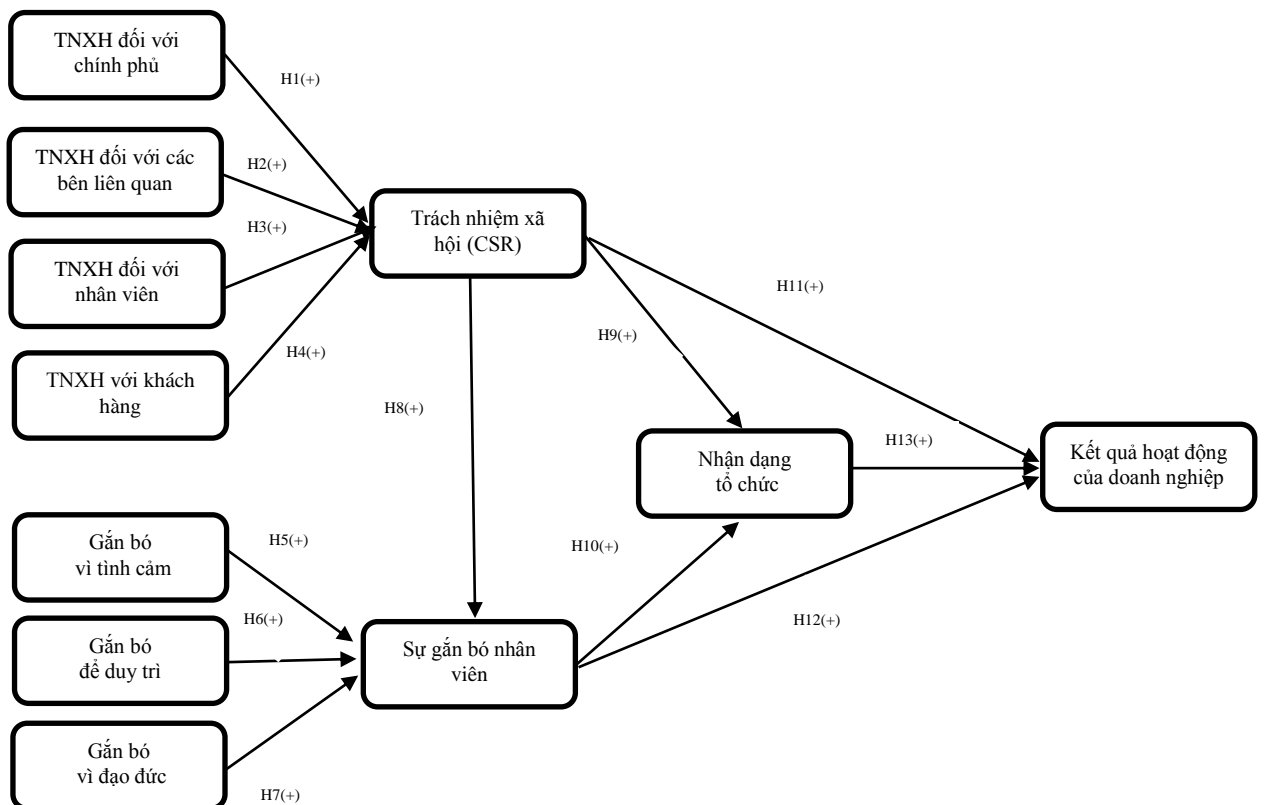 TNXH đối với
chính phủ
H1(+)
TNXH đối với các
bên liên quan
H2(+)
H3(+)
TNXH đối với
nhân viên
TNXH với khách
hàng
H4(+)
Trách nhiệm xã
hội (CSR)
H8(+)
H9(+)
H11(+)
Nhận dạng
tổ chức
H13(+)
Kết quả hoạt động
của doanh nghiệp
Gắn bó
vì tình cảm
H5(+)
H6(+)
Gắn bó
để duy trì
Gắn bó
vì đạo đức
H7(+)
Sự gắn bó nhân
viên
H10(+)
H12(+)